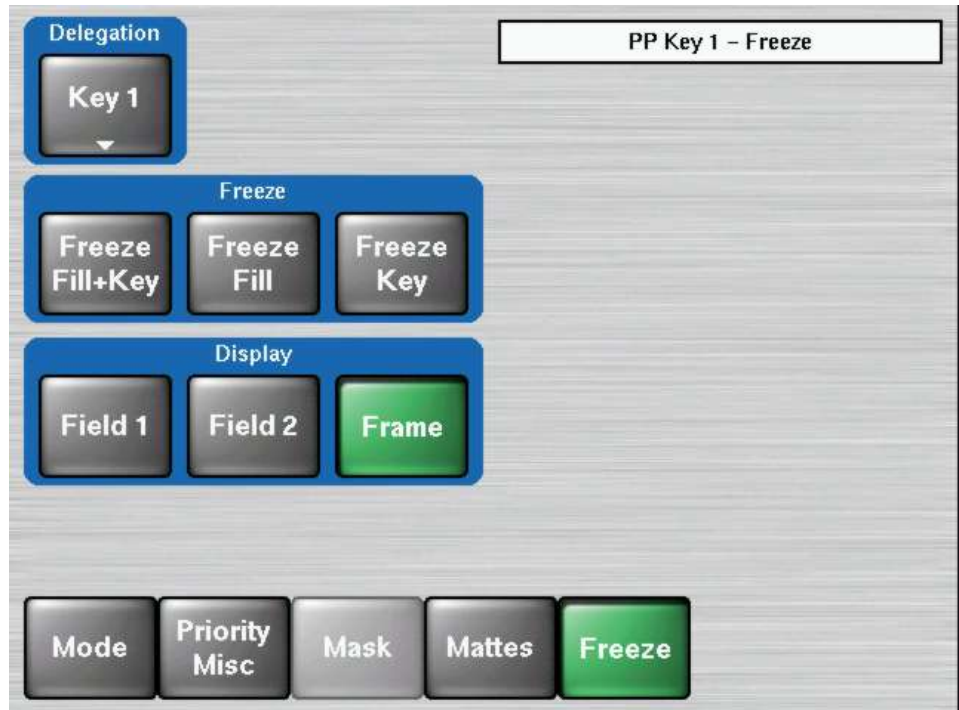 Delegation
PP Key 1 – Freeze
Key 1
Freeze
Freeze
Fill+Key
Freeze
Fill
Freeze
Key
Display
Field 1
Field 2
Frame
Mode
Priority
Misc
Mask
Mattes
Freeze